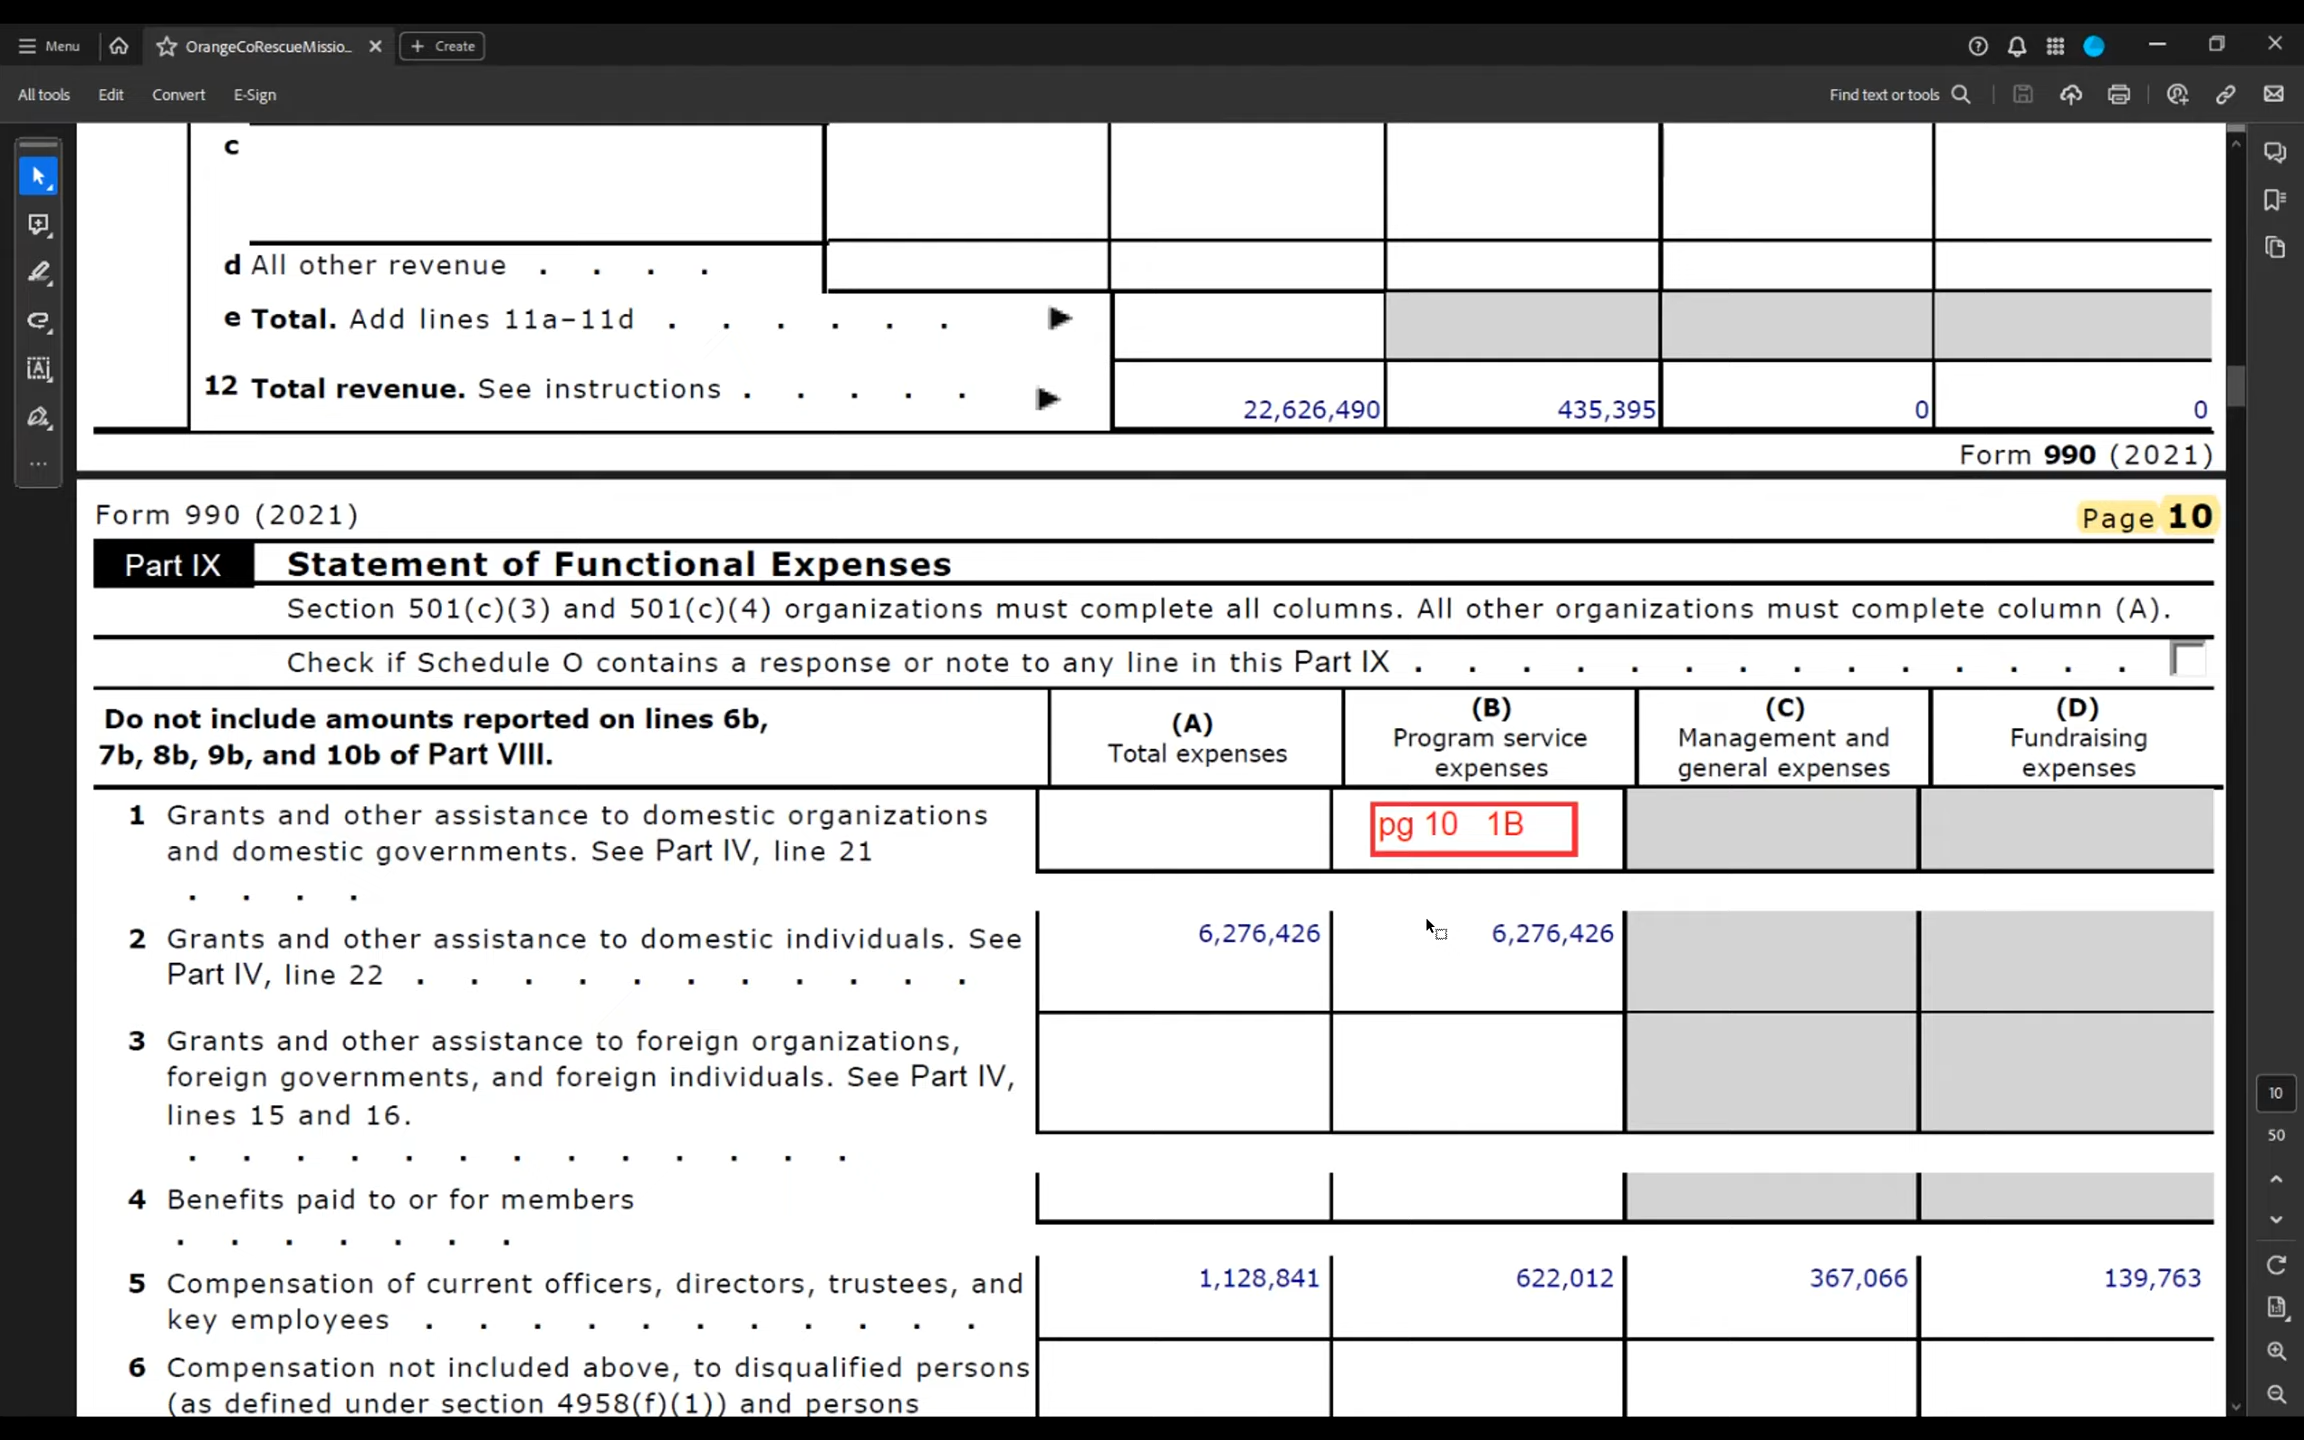 Menu
OrangeCoRescueMissio...
Create
All tools
Edit
Convert
E-Sign
Find text or tools
c
d All other revenue . . . .
e Total. Add lines 11a–11d . . . . . . ▶
12 Total revenue. See instructions . . . . . ▶ 22,626,490 435,395 0 0
Form 990 (2021)
Form 990 (2021) Page 10
Part IX Statement of Functional Expenses
Section 501(c)(3) and 501(c)(4) organizations must complete all columns. All other organizations must complete column (A).
Check if Schedule O contains a response or note to any line in this Part IX . . . . . . . . . . . . . .
Do not include amounts reported on lines 6b,
7b, 8b, 9b, and 10b of Part VIII.
(A)
Total expenses
(B)
Program service
expenses
(C)
Management and
general expenses
(D)
Fundraising
expenses
1 Grants and other assistance to domestic organizations
and domestic governments. See Part IV, line 21
. . . .
pg 10 1B
2 Grants and other assistance to domestic individuals. See 6,276,426 6,276,426
Part IV, line 22 . . . . . . . . . . .
3 Grants and other assistance to foreign organizations,
foreign governments, and foreign individuals. See Part IV,
lines 15 and 16.
. . . . . . . . . . . . .
4 Benefits paid to or for members
. . . . . . .
5 Compensation of current officers, directors, trustees, and 1,128,841 622,012 367,066 139,763
key employees . . . . . . . . . . .
6 Compensation not included above, to disqualified persons
(as defined under section 4958(f)(1)) and persons
10
50